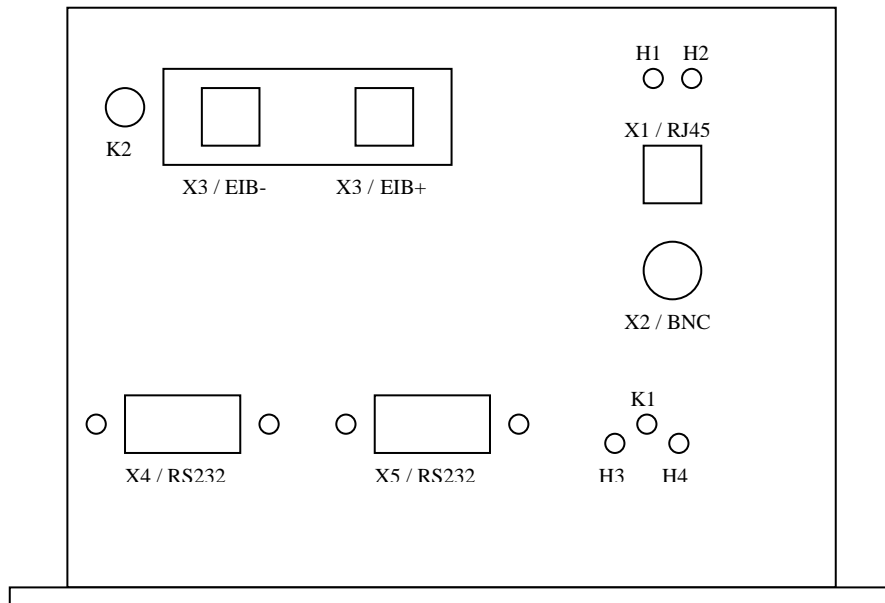 H1 H2
X1 / RJ45
K2
X3 / EIB- X3 / EIB+
X2 / BNC
K1
X4 / RS232 X5 / RS232 H3 H4